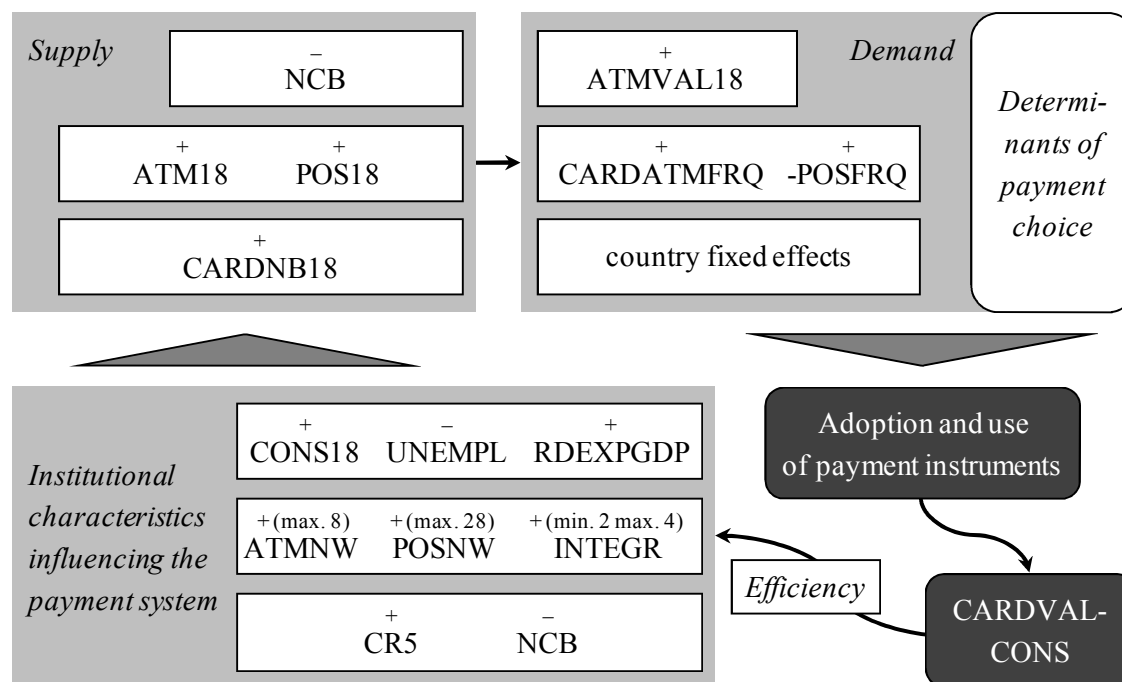 Supply
–
NCB
+ +
ATM18 POS18
+
CARDNB18
Demand
+
ATMVAL18
+ +
CARDATMFRQ -POSFRQ
country fixed effects
Determi-
nants of
payment
choice
Institutional
characteristics
influencing the
payment system
+ – +
CONS18 UNEMPL RDEXPGDP
+(max. 8) +(max. 28) +(min. 2 max. 4)
ATMNW POSNW INTEGR
+ –
CR5 NCB
Adoption and use
of payment instruments
Efficiency
CARDVAL-
CONS